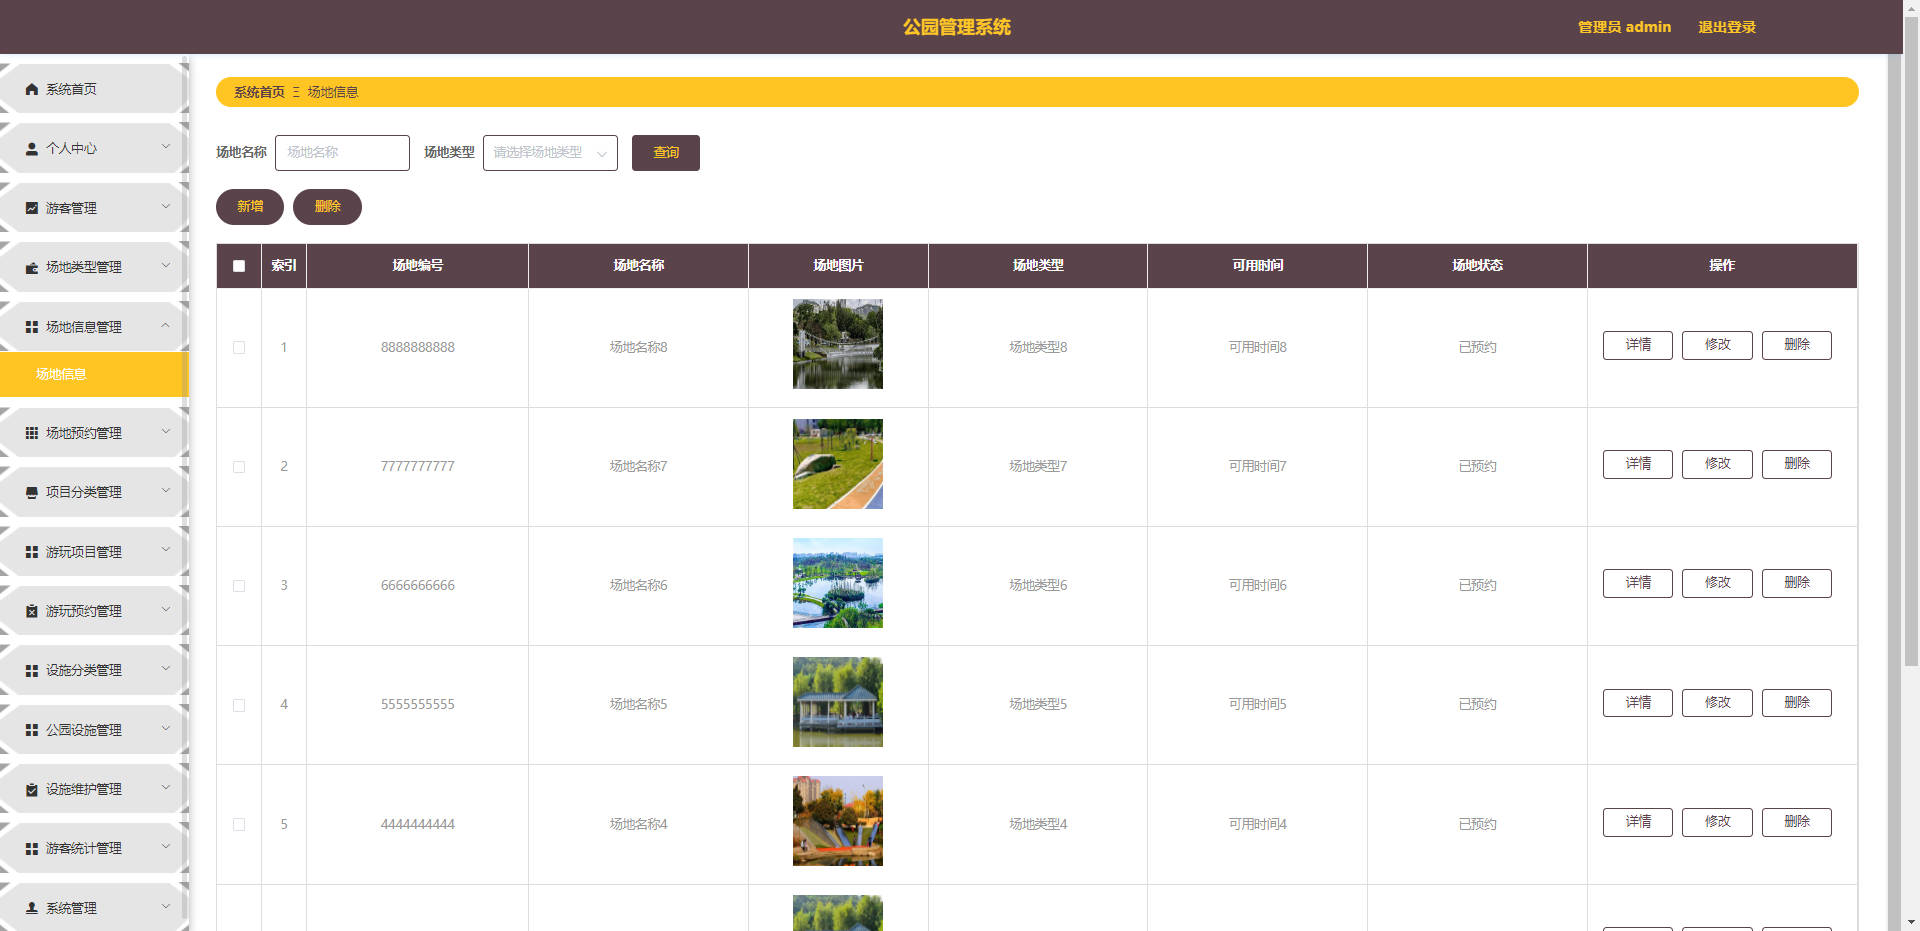 公园管理系统
管理员 admin 退出登录
系统首页
个人中心
游客管理
场地类型管理
场地信息管理
场地信息
场地预约管理
项目分类管理
游玩项目管理
游玩预约管理
设施分类管理
公园设施管理
设施维护管理
游客统计管理
系统管理
系统首页 Ξ 场地信息
场地名称 场地名称 场地类型 请选择场地类型 查询
新增 删除
索引 场地编号 场地名称 场地图片 场地类型 可用时间 场地状态 操作
1 8888888888 场地名称8 场地类型8 可用时间8 已预约 详情 修改 删除
2 7777777777 场地名称7 场地类型7 可用时间7 已预约 详情 修改 删除
3 6666666666 场地名称6 场地类型6 可用时间6 已预约 详情 修改 删除
4 5555555555 场地名称5 场地类型5 可用时间5 已预约 详情 修改 删除
5 4444444444 场地名称4 场地类型4 可用时间4 已预约 详情 修改 删除